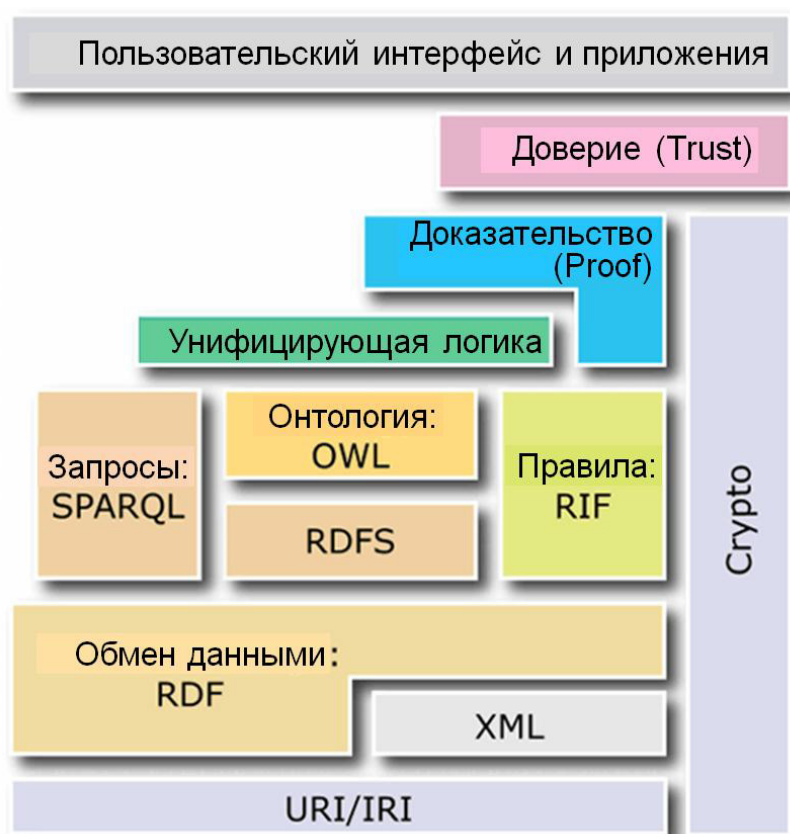 Пользовательский интерфейс и приложения
Доверие (Trust)
Доказательство
(Proof)
Унифицирующая логика
Запросы:
SPARQL
Онтология:
OWL
RDFS
Правила:
RIF
Crypto
Обмен данными:
RDF
XML
URI/IRI